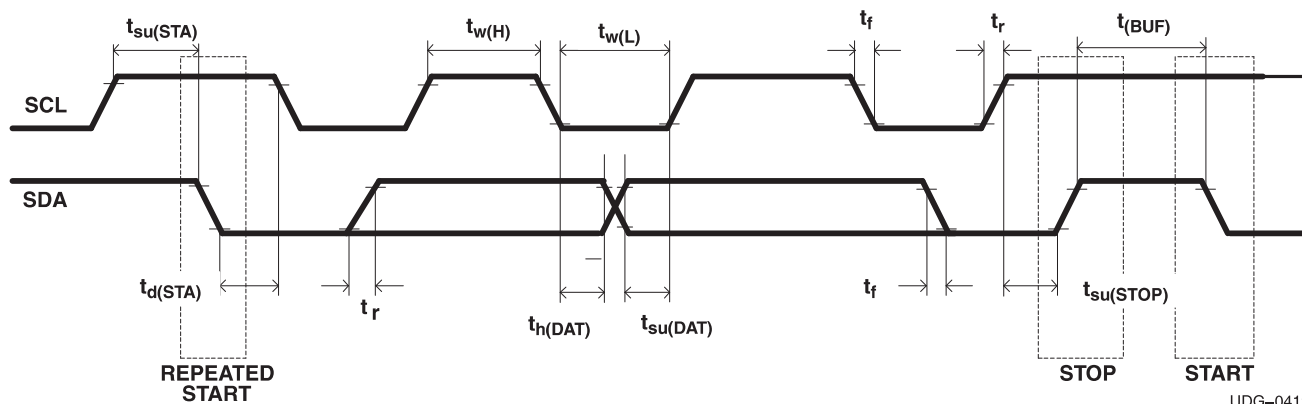 tsu(STA)
tw(H)
tw(L)
tf
tr
t(BUF)
SCL
SDA
td(STA)
tr
th(DAT)
tsu(DAT)
tf
tsu(STOP)
REPEATED
START
STOP
START
UDG–041